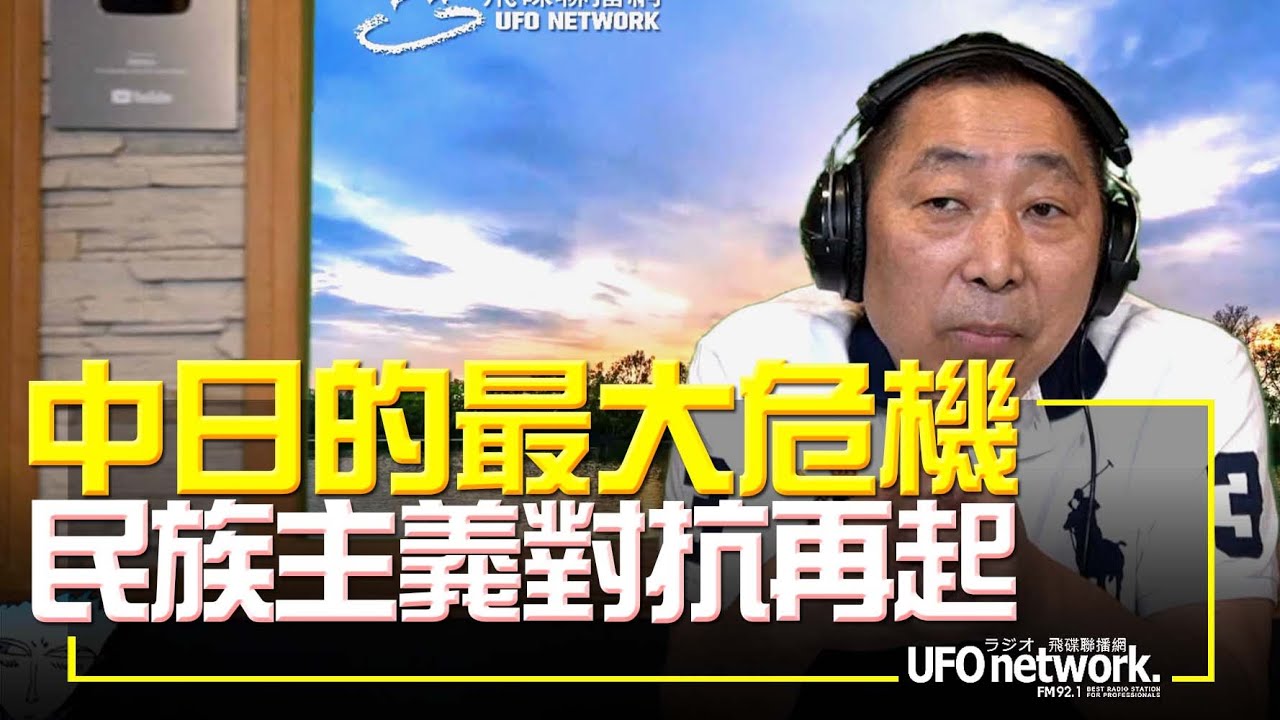 飛碟聯播網
UFO NETWORK
YouTube
中日的最大危機
民族主義對抗再起
3
ラジオ 飛碟聯播網
UFO network.
FM92.1 BEST RADIO STATION
FOR PROFESSIONALS